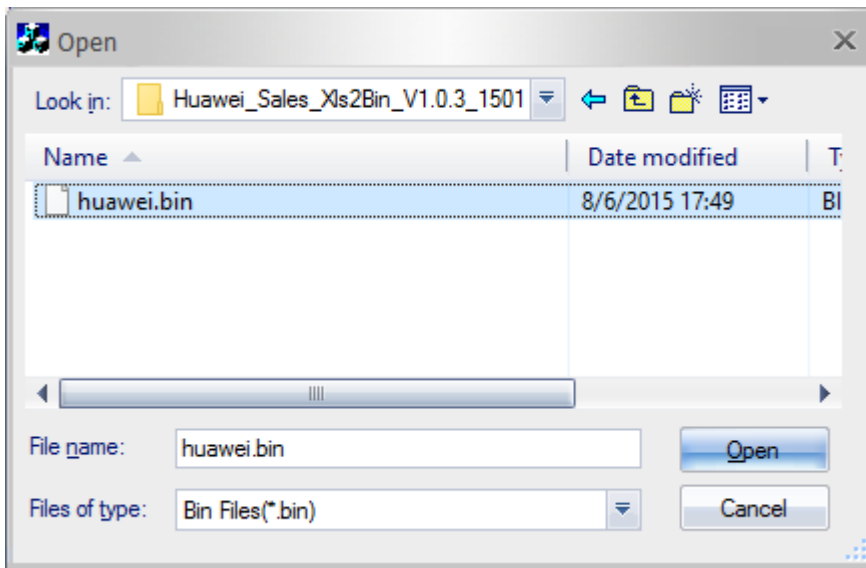 Open
Look in: Huawei_Sales_Xls2Bin_V1.0.3_1501
Name Date modified
huawei.bin 8/6/2015 17:49 BI
File name: huawei.bin Open
Files of type: Bin Files(*.bin) Cancel